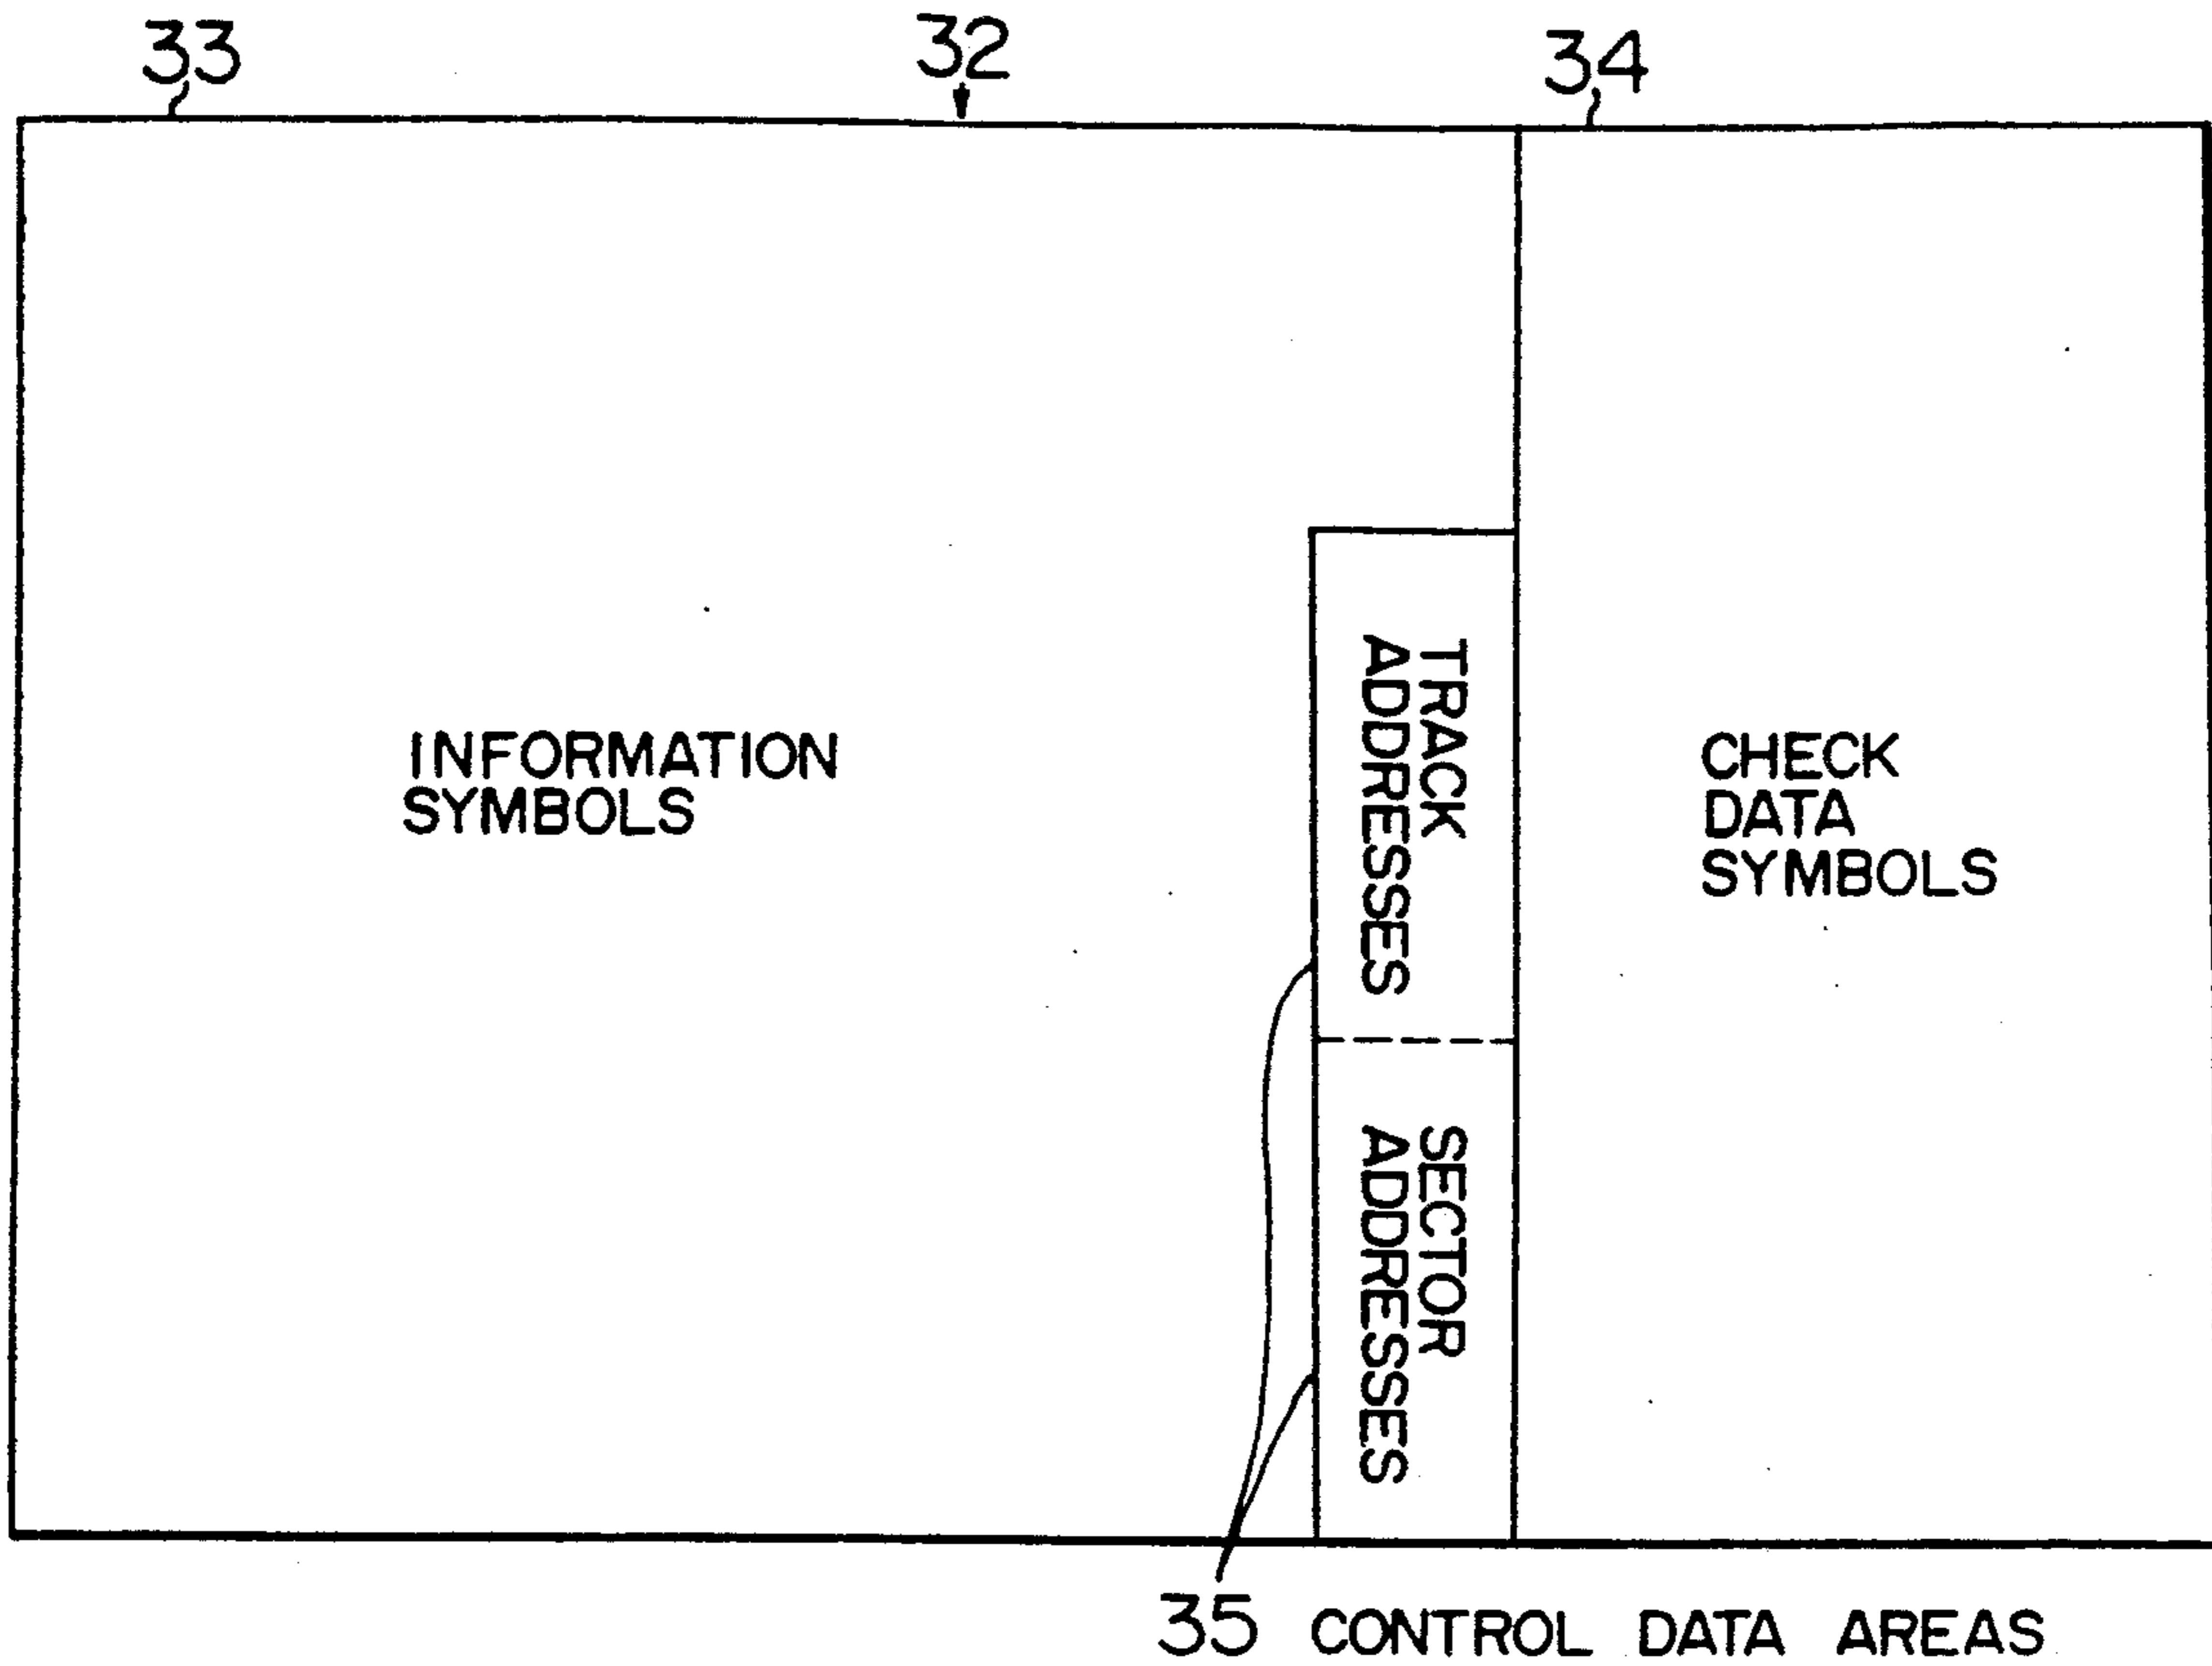 33
32
34
INFORMATION
SYMBOLS
TRACK
ADDRESSES
SECTOR
ADDRESSES
CHECK
DATA
SYMBOLS
35 CONTROL DATA AREAS